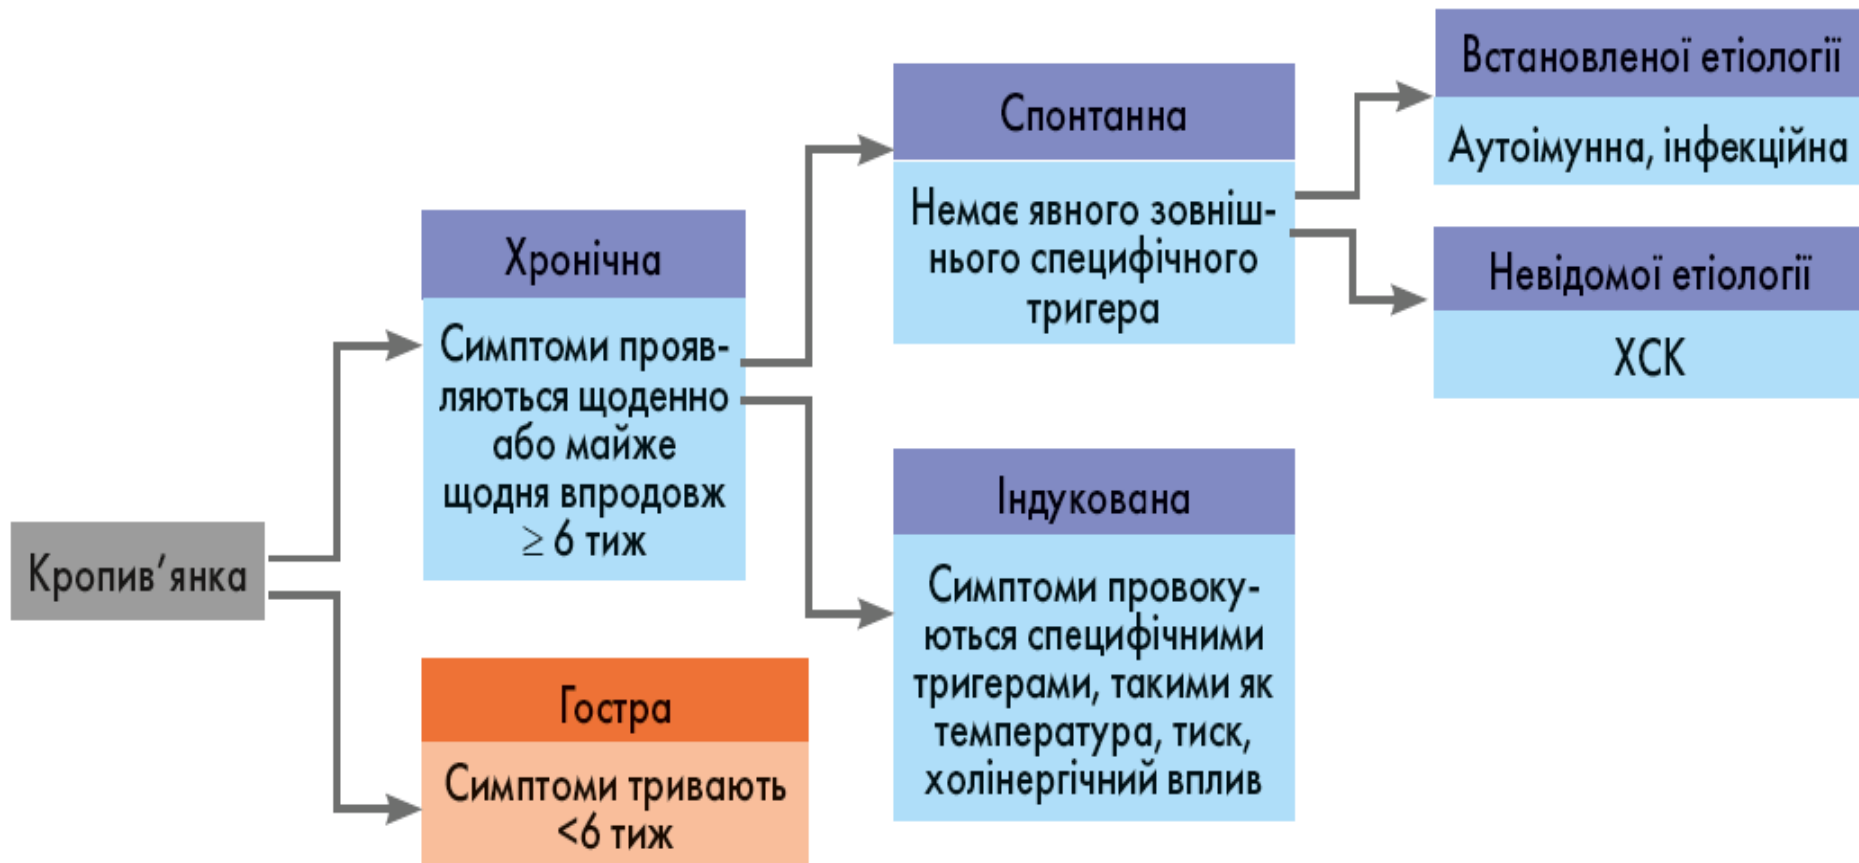 Кропив’янка
Хронічна
Симптоми прояв-
ляються щоденно
або майже
щодня впродовж
≥ 6 тиж
Гостра
Симптоми тривають
<6 тиж
Спонтанна
Немає явного зовніш-
нього специфічного
тригера
Індукована
Симптоми провоку-
ються специфічними
тригерами, такими як
температура, тиск,
холінергічний вплив
Встановленої етіології
Аутоімунна, інфекційна
Невідомої етіології
ХСК